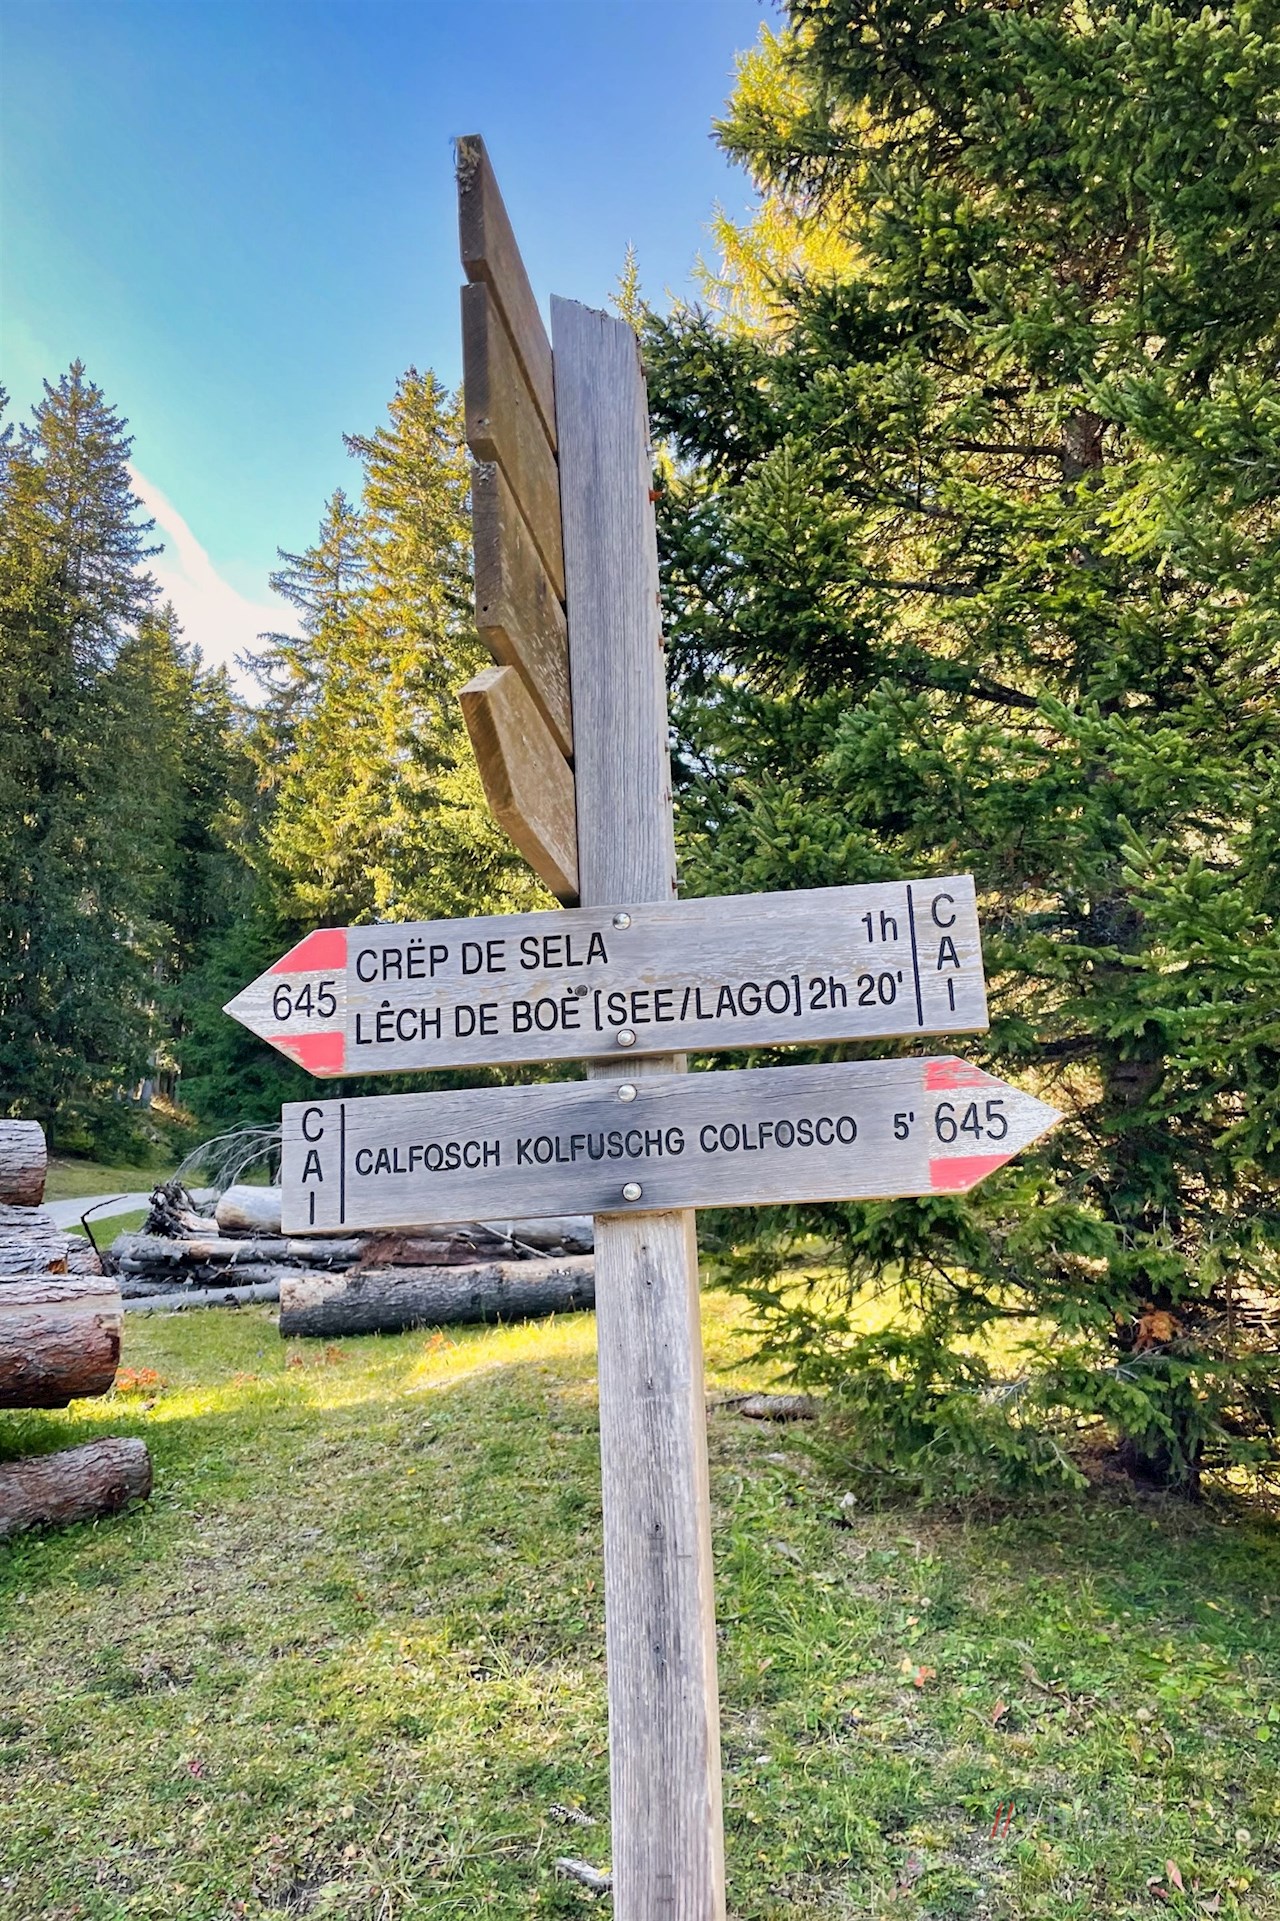 CRËP DE SELA 1h
645 LÊCH DE BOÈ [SEE/LAGO] 2h 20'
CAI
CAI
CALFOSCH KOLFUSCHG COLFOSCO 5' 645